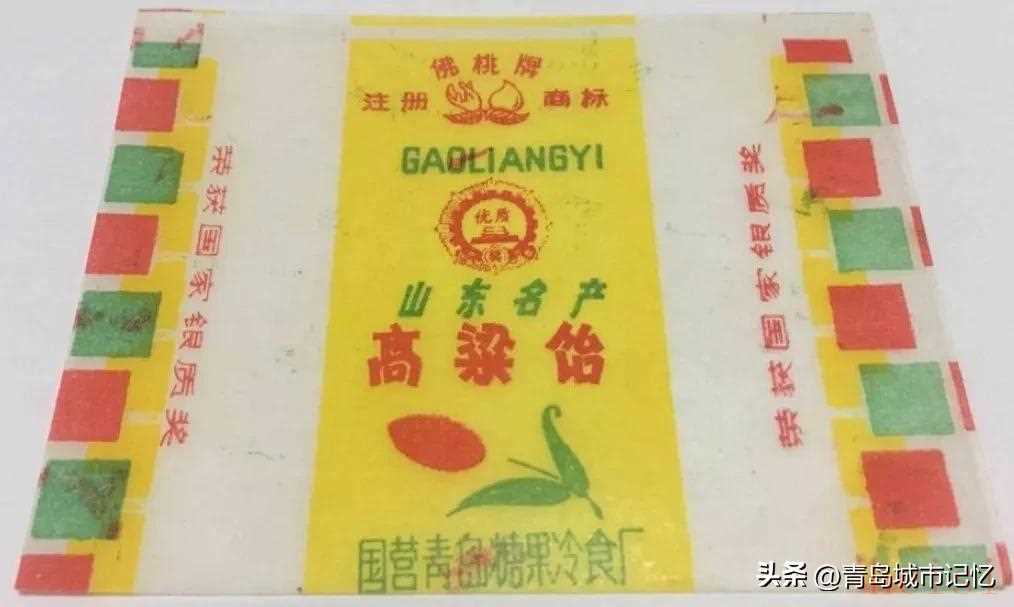 佛桃牌
注册 商标
GAOLIANGYI
优质
奖
山东名产
高粱饴
国营青岛糖果冷食厂
荣获国家银质奖
荣获国家银质奖
头条 @青岛城市记忆